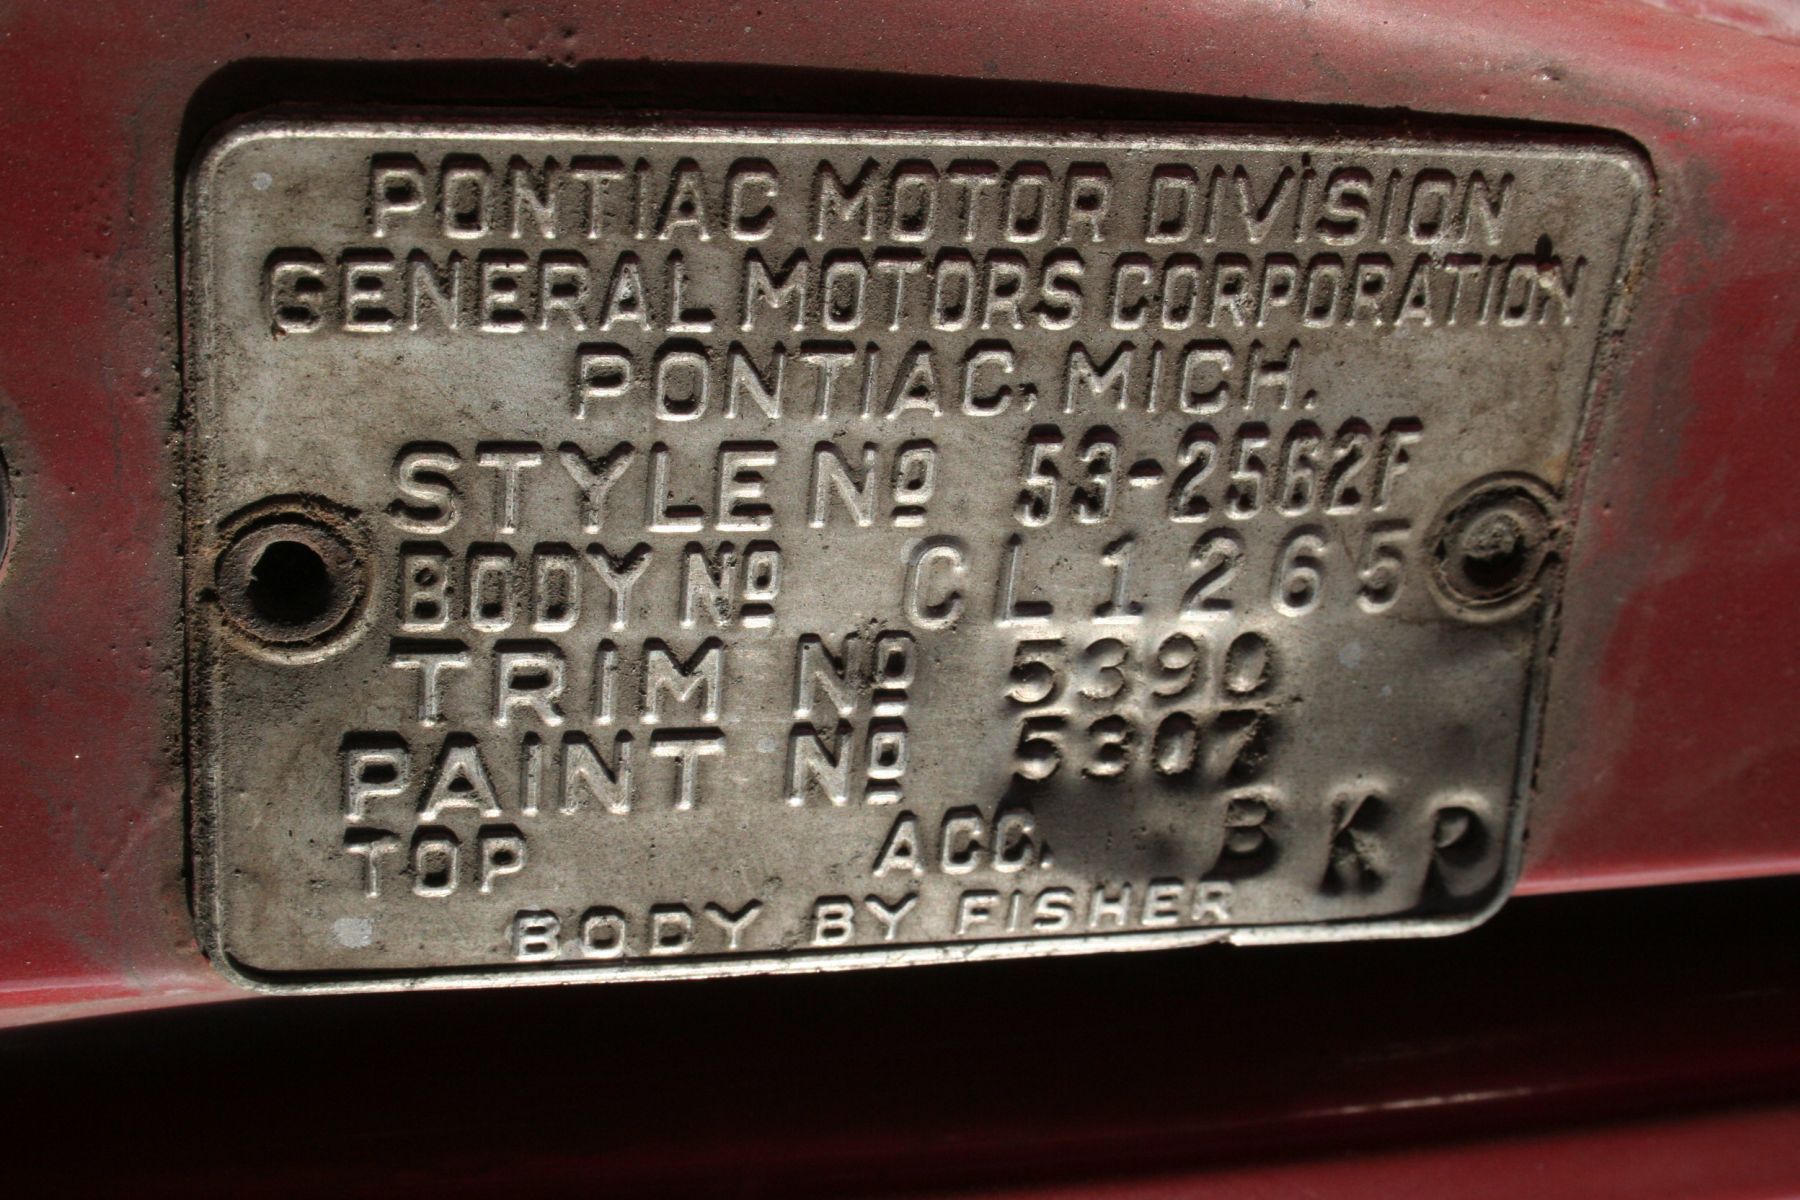 PONTIAC MOTOR DIVISION
GENERAL MOTORS CORPORATION
PONTIAC, MICH.
STYLE Nº 53-2562F
BODY Nº CL1265
TRIM Nº 5390
PAINT Nº 5307
TOP ACC. BKR
BODY BY FISHER